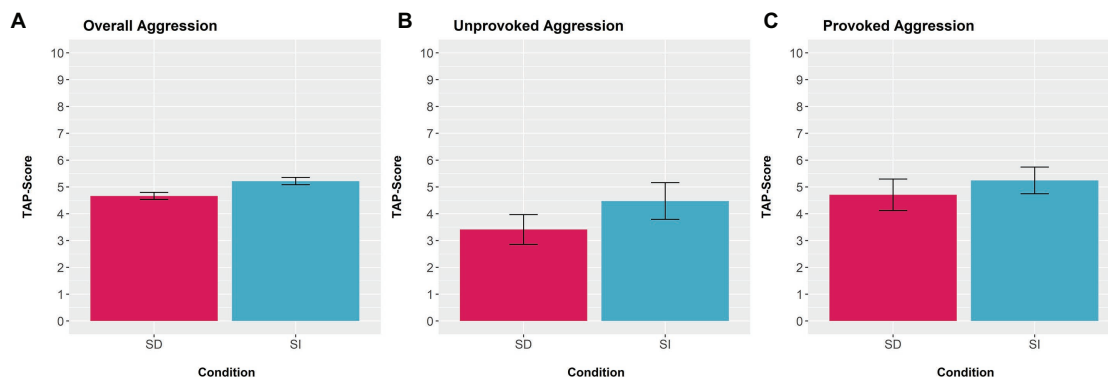 A
Overall Aggression
10
9
8
7
6
5
4
3
2
1
0
TAP-Score
SD
SI
Condition
B
Unprovoked Aggression
10
9
8
7
6
5
4
3
2
1
0
TAP-Score
SD
SI
Condition
C
Provoked Aggression
10
9
8
7
6
5
4
3
2
1
0
TAP-Score
SD
SI
Condition